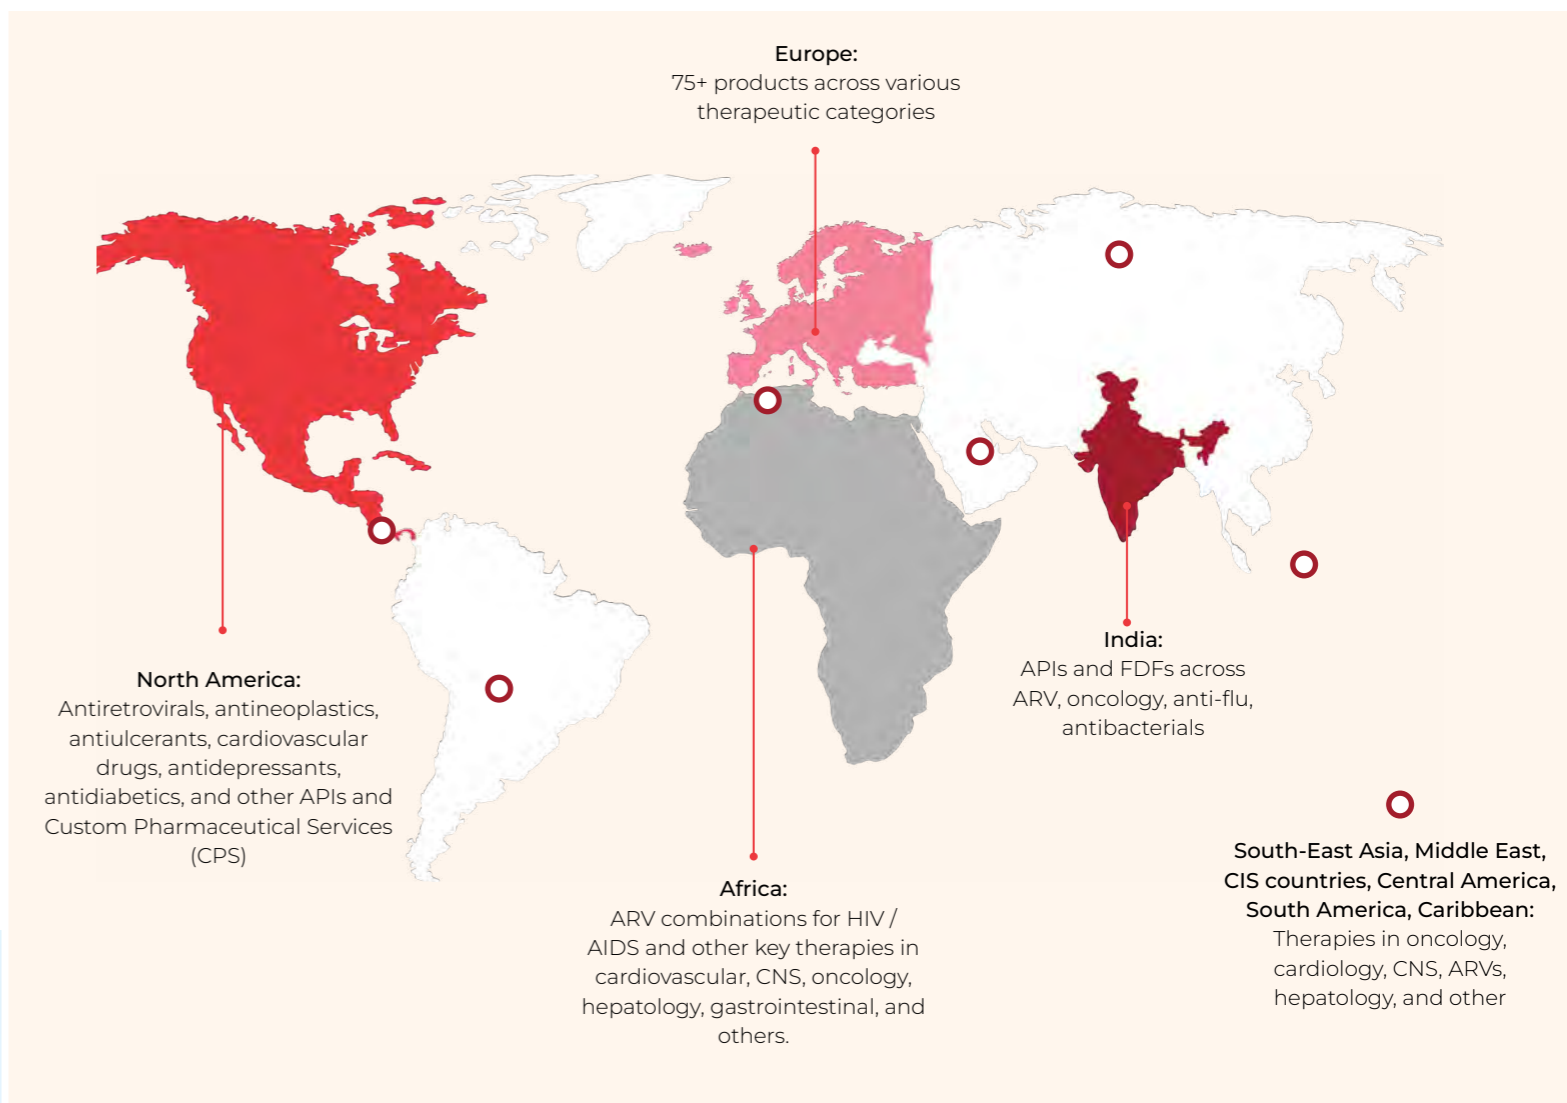 Europe:
75+ products across various
therapeutic categories
North America:
Antiretrovirals, antineoplastics,
antiulcerants, cardiovascular
drugs, antidepressants,
antidiabetics, and other APIs and
Custom Pharmaceutical Services
(CPS)
Africa:
ARV combinations for HIV /
AIDS and other key therapies in
cardiovascular, CNS, oncology,
hepatology, gastrointestinal, and
others.
India:
APIs and FDFs across
ARV, oncology, anti-flu,
antibacterials
South-East Asia, Middle East,
CIS countries, Central America,
South America, Caribbean:
Therapies in oncology,
cardiology, CNS, ARVs,
hepatology, and other